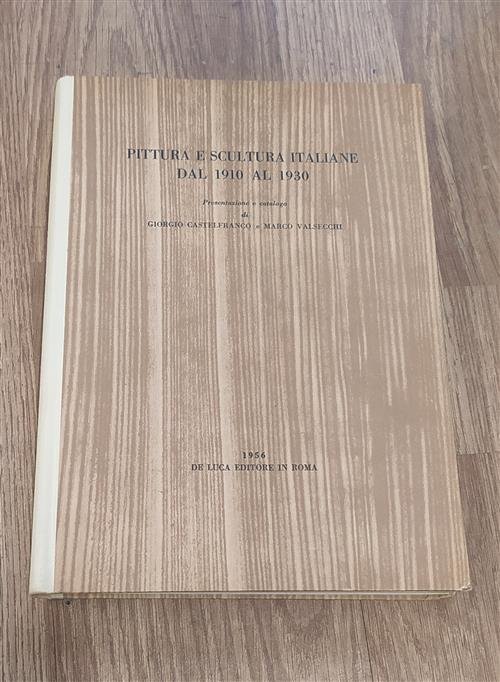 PITTURA E SCULTURA ITALIANE
DAL 1910 AL 1930
Presentazione e catalogo
di
GIORGIO CASTELFRANCO e MARCO VALSECCHI
1956
DE LUCA EDITORE IN ROMA